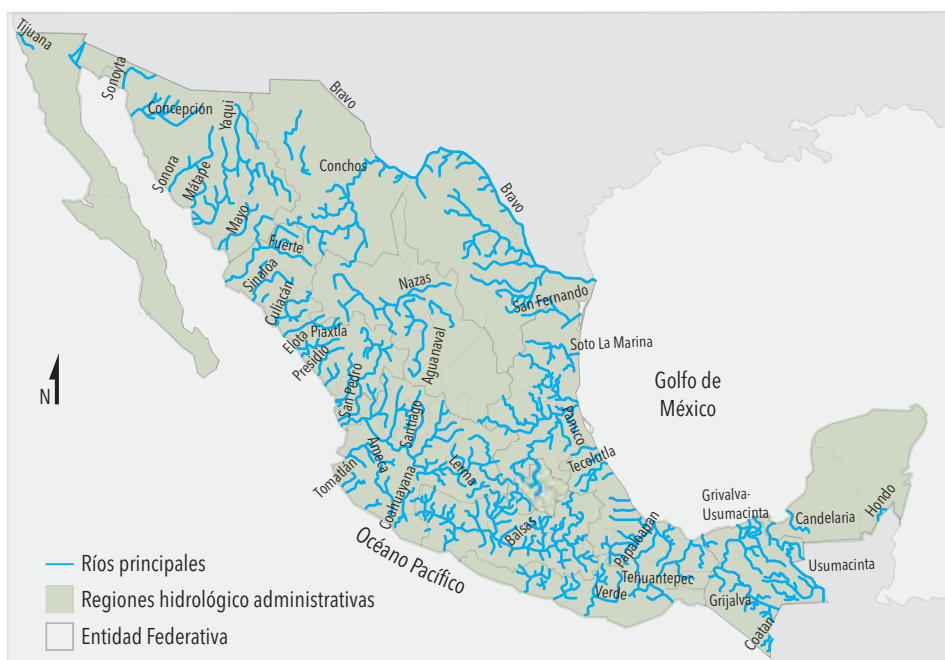 Tijuana
Sonoyta
Concepción
Yaqui
Bravo
Sonora
Mátape
Conchos
Mayo
Bravo
Fuerte
Sinaloa
Culiacán
Nazas
San Fernando
Elota
Piaxtla
Presidio
Aguanaval
Soto La Marina
N
San Pedro
Santiago
Golfo de
México
Panuco
Ameca
Tomatlán
Coahuayana
Lerma
Tecolutla
Grivalva-
Usumacinta
Candelaria
Hondo
Balsas
Papaloapan
Océano Pacífico
Usumacinta
Tehuantepec
Verde
Grijalva
Coatan
Ríos principales
Regiones hidrológico administrativas
Entidad Federativa